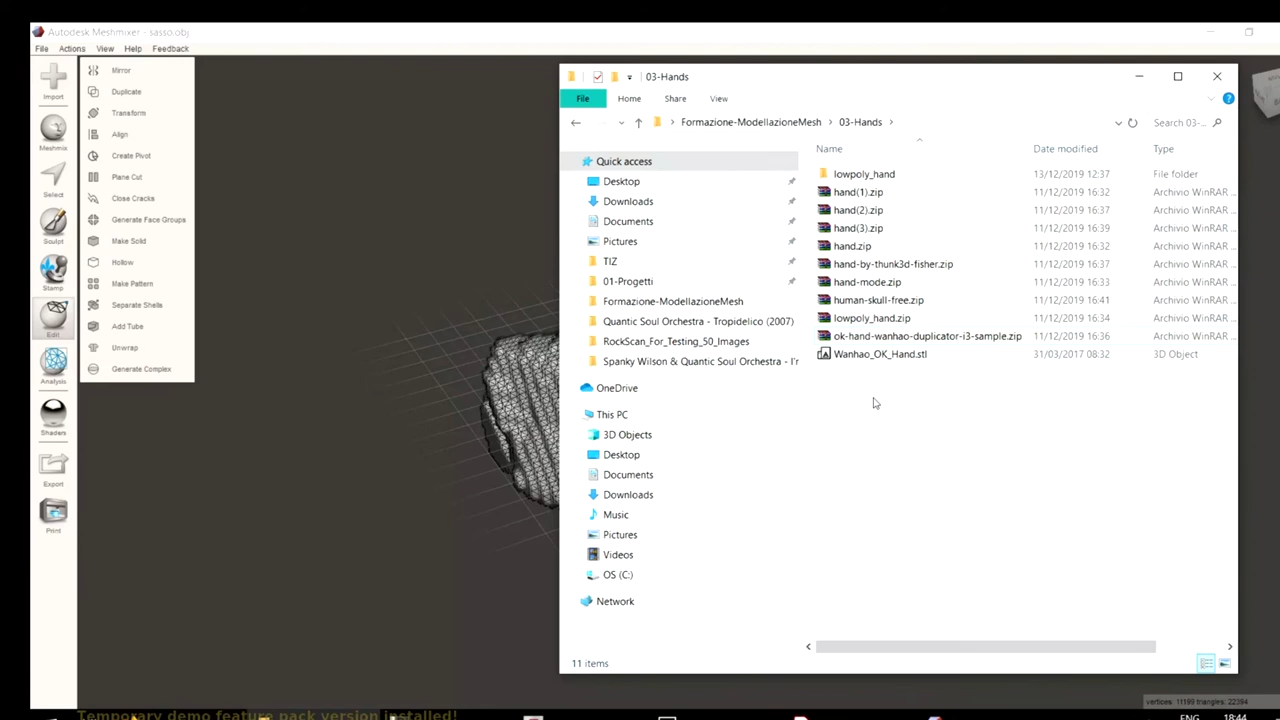 Autodesk Meshmixer - sasso.obj
File Actions View Help Feedback
Import
Meshmix
Select
Sculpt
Stamp
Edit
Analysis
Shaders
Export
Print
Mirror
Duplicate
Transform
Align
Create Pivot
Plane Cut
Close Cracks
Generate Face Groups
Make Solid
Hollow
Make Pattern
Separate Shells
Add Tube
Unwrap
Generate Complex
03-Hands
File Home Share View
Formazione-ModellazioneMesh 03-Hands
Search 03-...
Quick access
Desktop
Downloads
Documents
Pictures
TIZ
01-Progetti
Formazione-ModellazioneMesh
Quantic Soul Orchestra - Tropidelico (2007)
RockScan_For_Testing_50_Images
Spanky Wilson & Quantic Soul Orchestra - I'r
OneDrive
This PC
3D Objects
Desktop
Documents
Downloads
Music
Pictures
Videos
OS (C:)
Network
Name Date modified Type
lowpoly_hand 13/12/2019 12:37 File folder
hand(1).zip 11/12/2019 16:32 Archivio WinRAR ...
hand(2).zip 11/12/2019 16:37 Archivio WinRAR ...
hand(3).zip 11/12/2019 16:39 Archivio WinRAR ...
hand.zip 11/12/2019 16:32 Archivio WinRAR ...
hand-by-thunk3d-fisher.zip 11/12/2019 16:37 Archivio WinRAR ...
hand-mode.zip 11/12/2019 16:33 Archivio WinRAR ...
human-skull-free.zip 11/12/2019 16:41 Archivio WinRAR ...
lowpoly_hand.zip 11/12/2019 16:34 Archivio WinRAR ...
ok-hand-wanhao-duplicator-i3-sample.zip 11/12/2019 16:36 Archivio WinRAR ...
Wanhao_OK_Hand.stl 31/03/2017 08:32 3D Object
11 items
vertices: 11199 triangles: 22394
Temporary demo feature pack version installed!
ENG 18:44